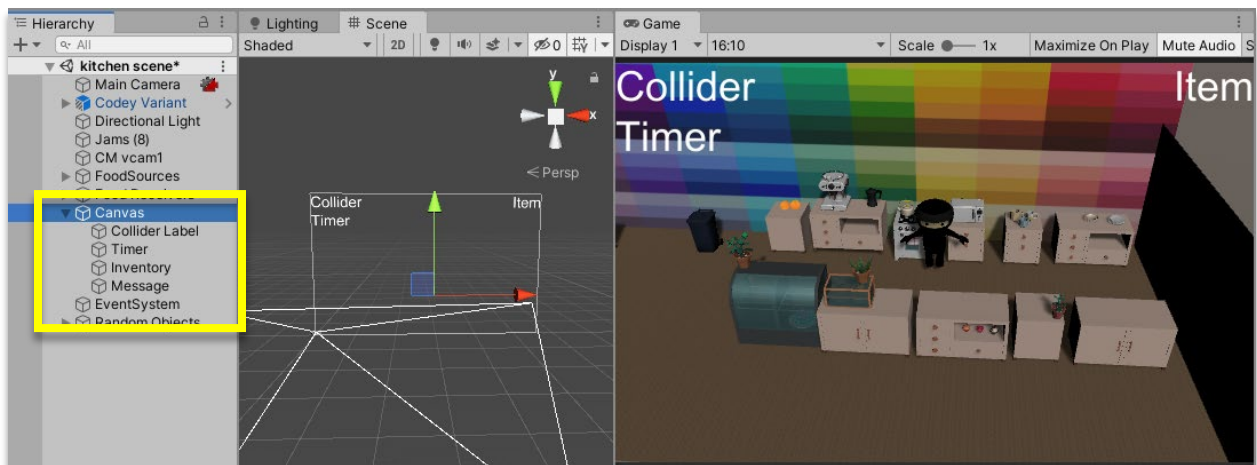 Hierarchy
All
kitchen scene*
Main Camera
Codey Variant
Directional Light
Jams (8)
CM vcam1
FoodSources
Canvas
Collider Label
Timer
Inventory
Message
EventSystem
Random Objects
Lighting
Scene
Shaded 2D 0
y
x
Persp
Collider Item
Timer
Game
Display 1 16:10 Scale 1x Maximize On Play Mute Audio S
Collider Item
Timer